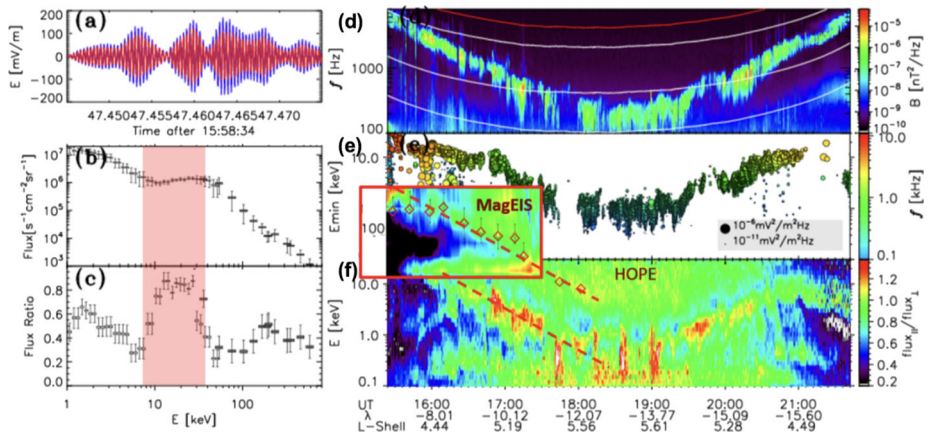 (a)
E [mV/m]
200
100
0
-100
-200
47.450 47.455 47.460 47.465 47.470
Time after 15:58:34
(b)
Flux[s⁻¹cm⁻²sr⁻¹]
10⁷
10⁶
10⁵
10⁴
(c)
Flux Ratio
1.0
0.8
0.6
0.4
0.2
0.0
1 10 100
E [keV]
(d)
(d)
f [Hz]
1000
100
B [nT²/Hz]
10⁻⁵
10⁻⁶
10⁻⁷
10⁻⁸
10⁻⁹
10⁻¹⁰
(e)
(e)
Emin [keV]
10.0
1.0
100
MagEIS
10⁻⁶mV²/m²Hz
10⁻¹¹mV²/m²Hz
f [kHz]
10.0
1.0
0.1
(f)
HOPE
E [keV]
10.0
1.0
0.1
flux||/flux⊥
1.2
1.0
0.8
0.6
0.4
0.2
UT 16:00 17:00 18:00 19:00 20:00 21:00
λ -8.01 -10.12 -12.07 -13.77 -15.09 -15.60
L-Shell 4.44 5.19 5.56 5.61 5.28 4.49